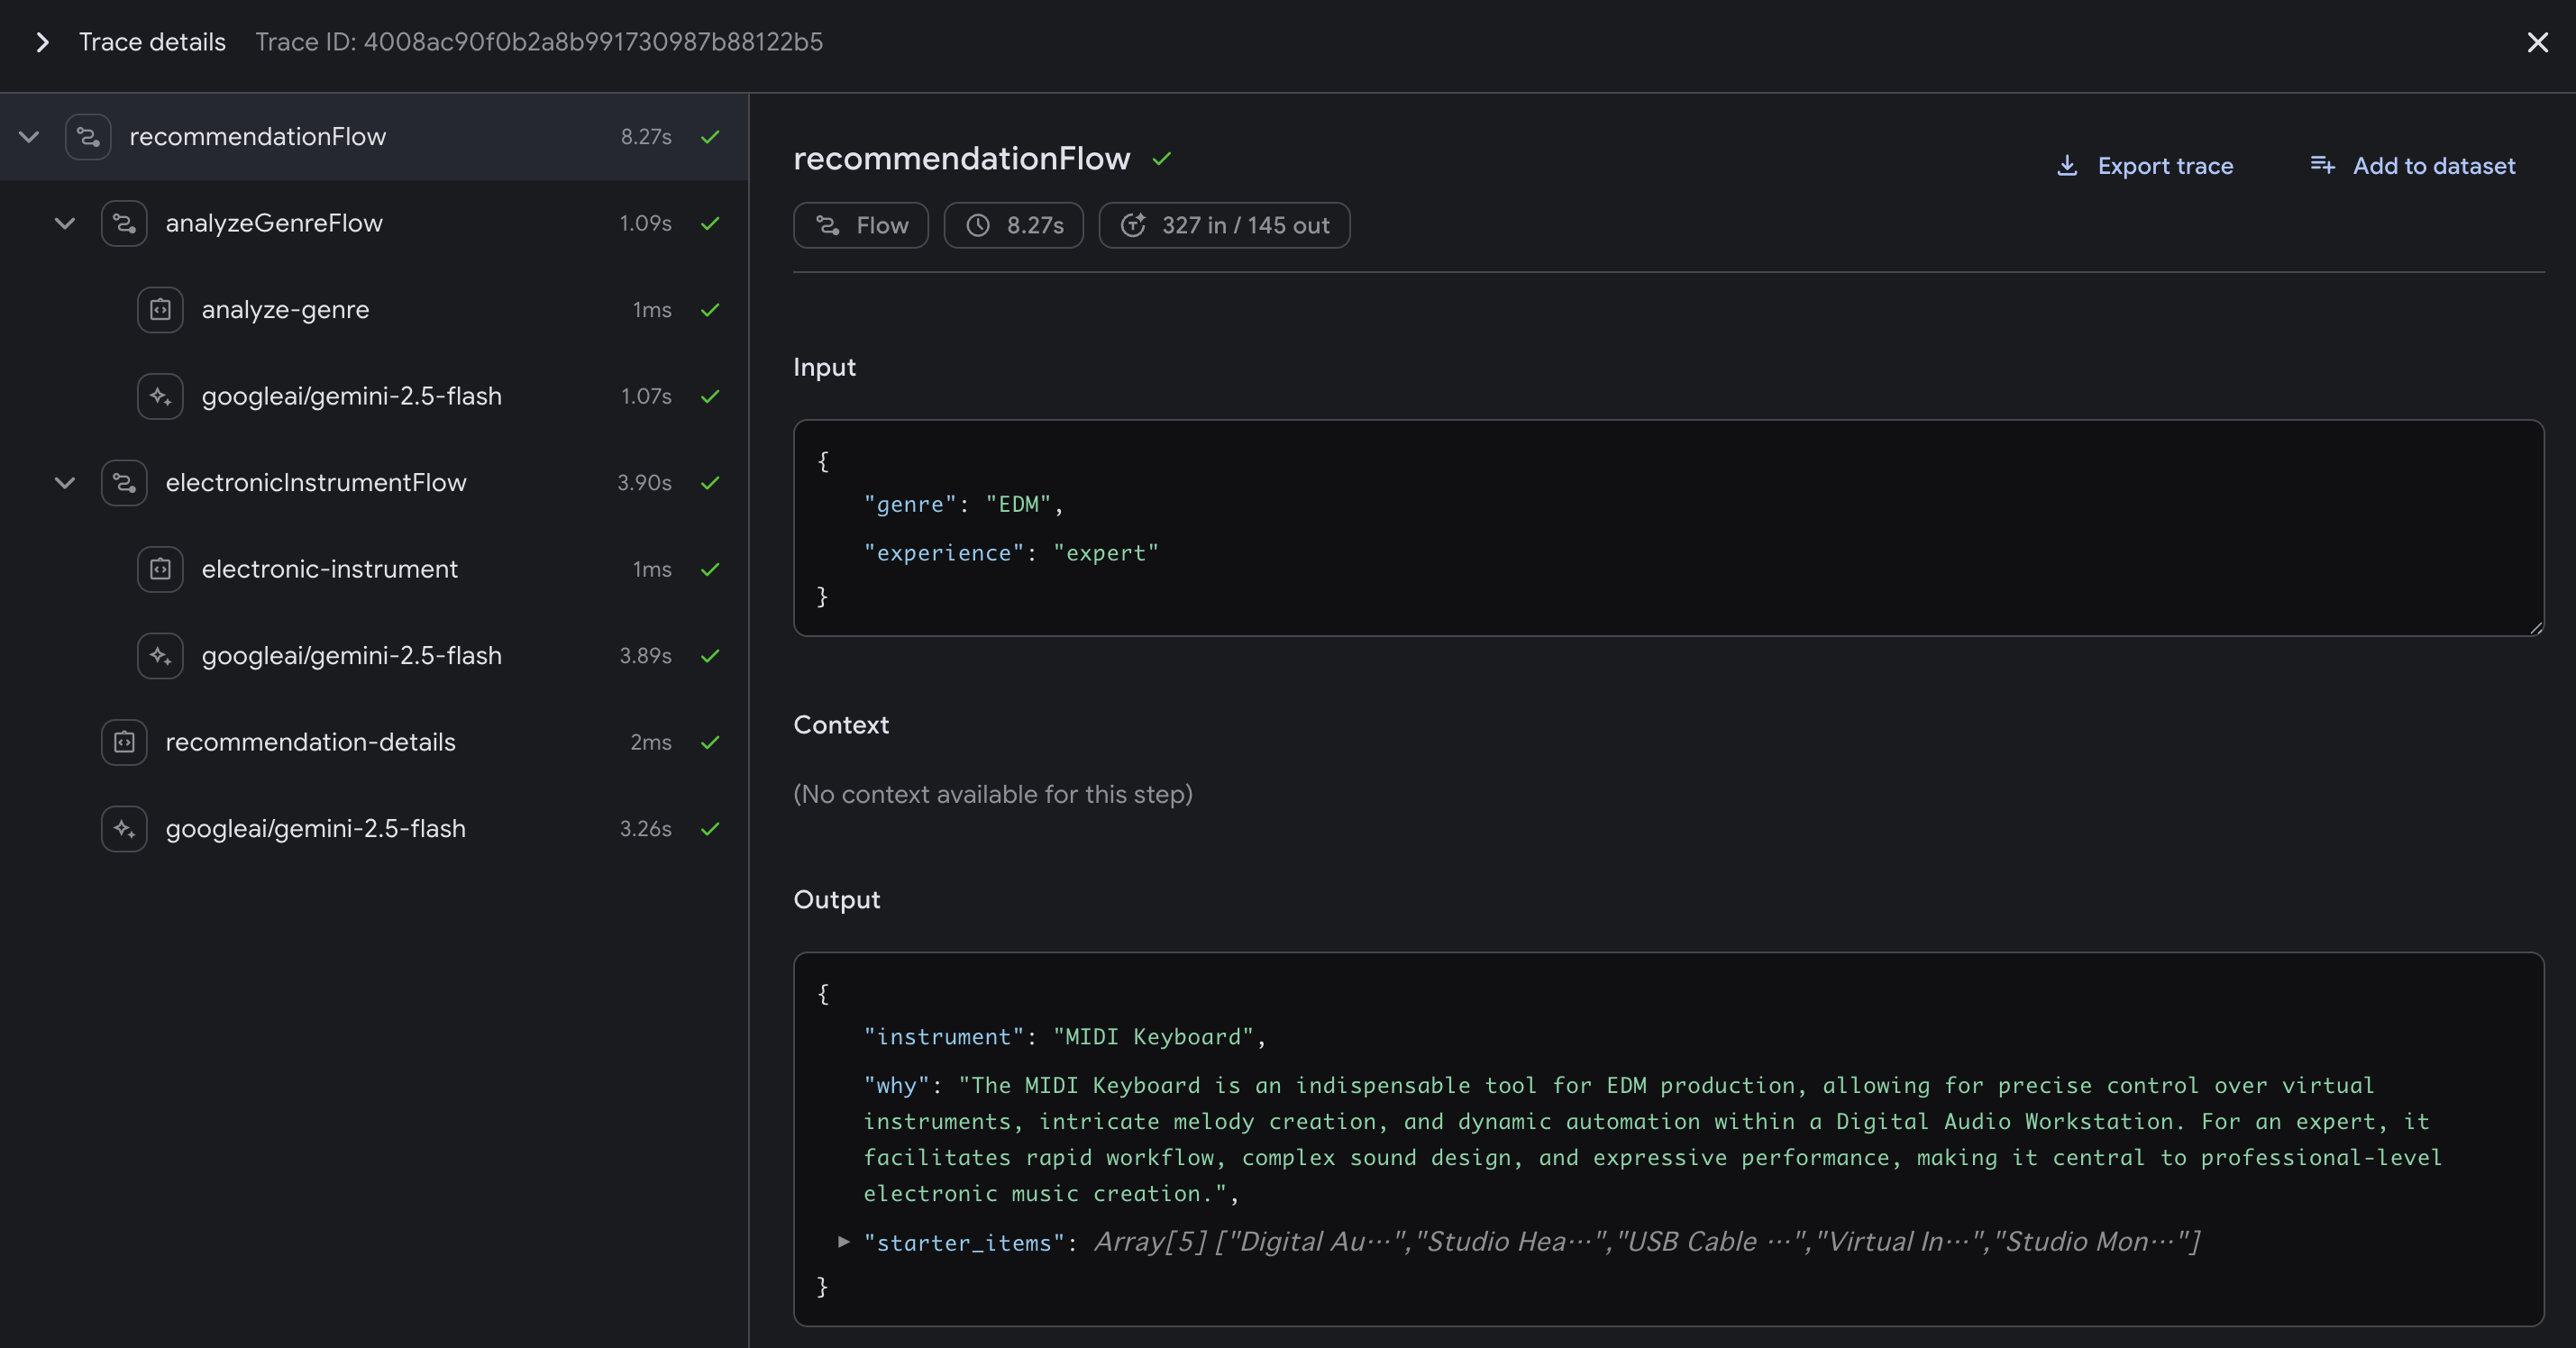 Trace details Trace ID: 4008ac90f0b2a8b991730987b88122b5
recommendationFlow 8.27s
analyzeGenreFlow 1.09s
analyze-genre 1ms
googleai/gemini-2.5-flash 1.07s
electronicInstrumentFlow 3.90s
electronic-instrument 1ms
googleai/gemini-2.5-flash 3.89s
recommendation-details 2ms
googleai/gemini-2.5-flash 3.26s
recommendationFlow
Export trace
Add to dataset
Flow 8.27s 327 in / 145 out
Input
{
"genre": "EDM",
"experience": "expert"
}
Context
(No context available for this step)
Output
{
"instrument": "MIDI Keyboard",
"why": "The MIDI Keyboard is an indispensable tool for EDM production, allowing for precise control over virtual
instruments, intricate melody creation, and dynamic automation within a Digital Audio Workstation. For an expert, it
facilitates rapid workflow, complex sound design, and expressive performance, making it central to professional-level
electronic music creation.",
"starter_items": Array[5] ["Digital Au…","Studio Hea…","USB Cable …","Virtual In…","Studio Mon…"]
}